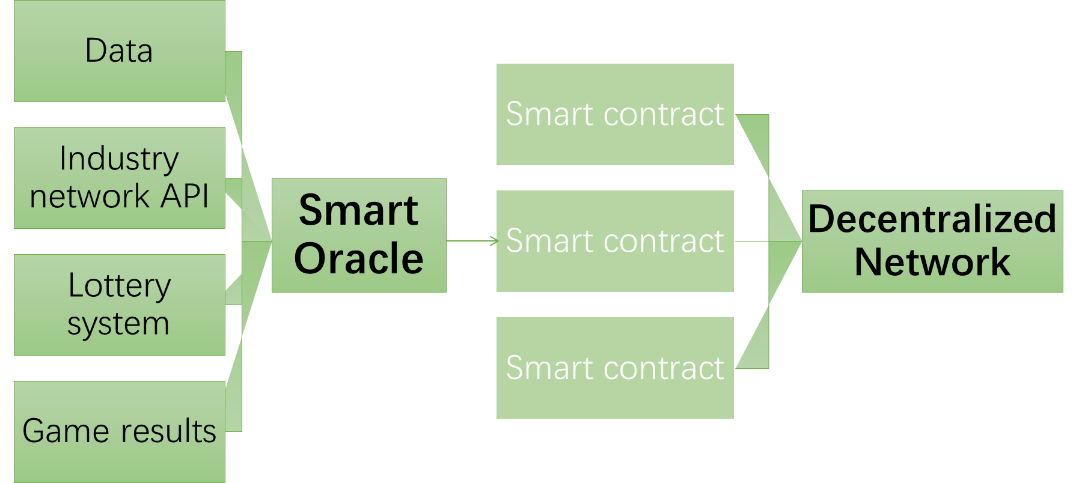 Data
Industry
network API
Lottery
system
Game results
Smart
Oracle
Smart contract
Smart contract
Smart contract
Decentralized
Network